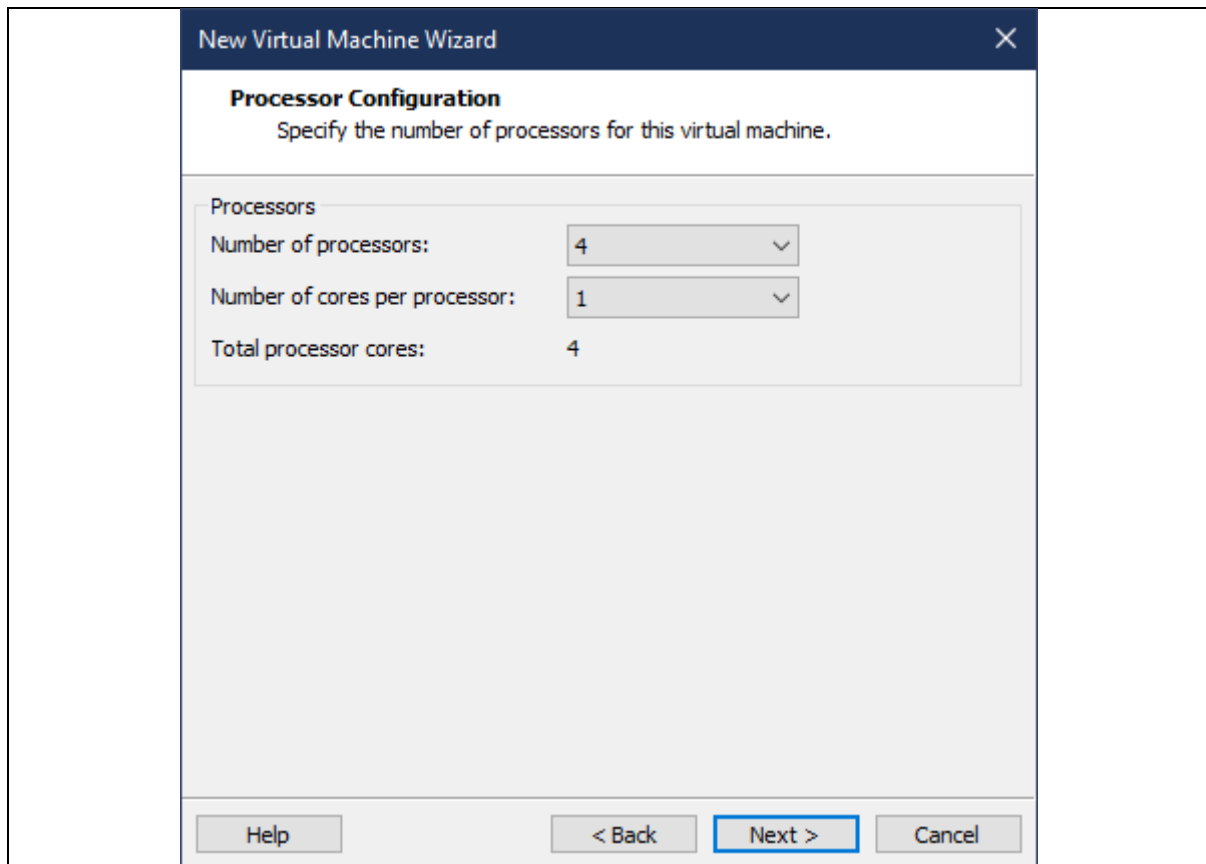 New Virtual Machine Wizard
Processor Configuration
Specify the number of processors for this virtual machine.
Processors
Number of processors: 4
Number of cores per processor: 1
Total processor cores: 4
Help < Back Next > Cancel